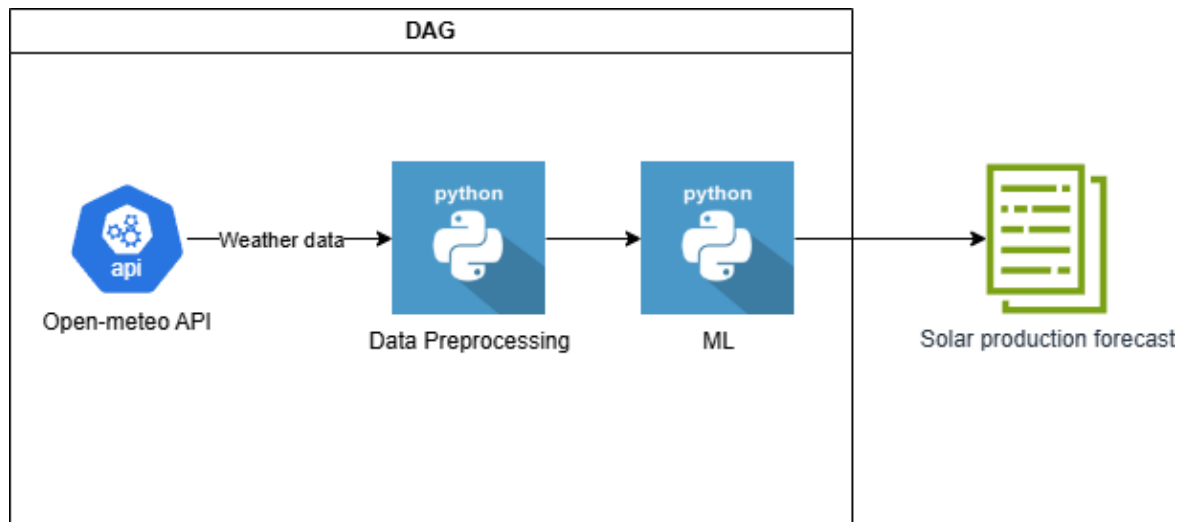 DAG
python
python
api
Weather data
Open-meteo API
Data Preprocessing
ML
Solar production forecast